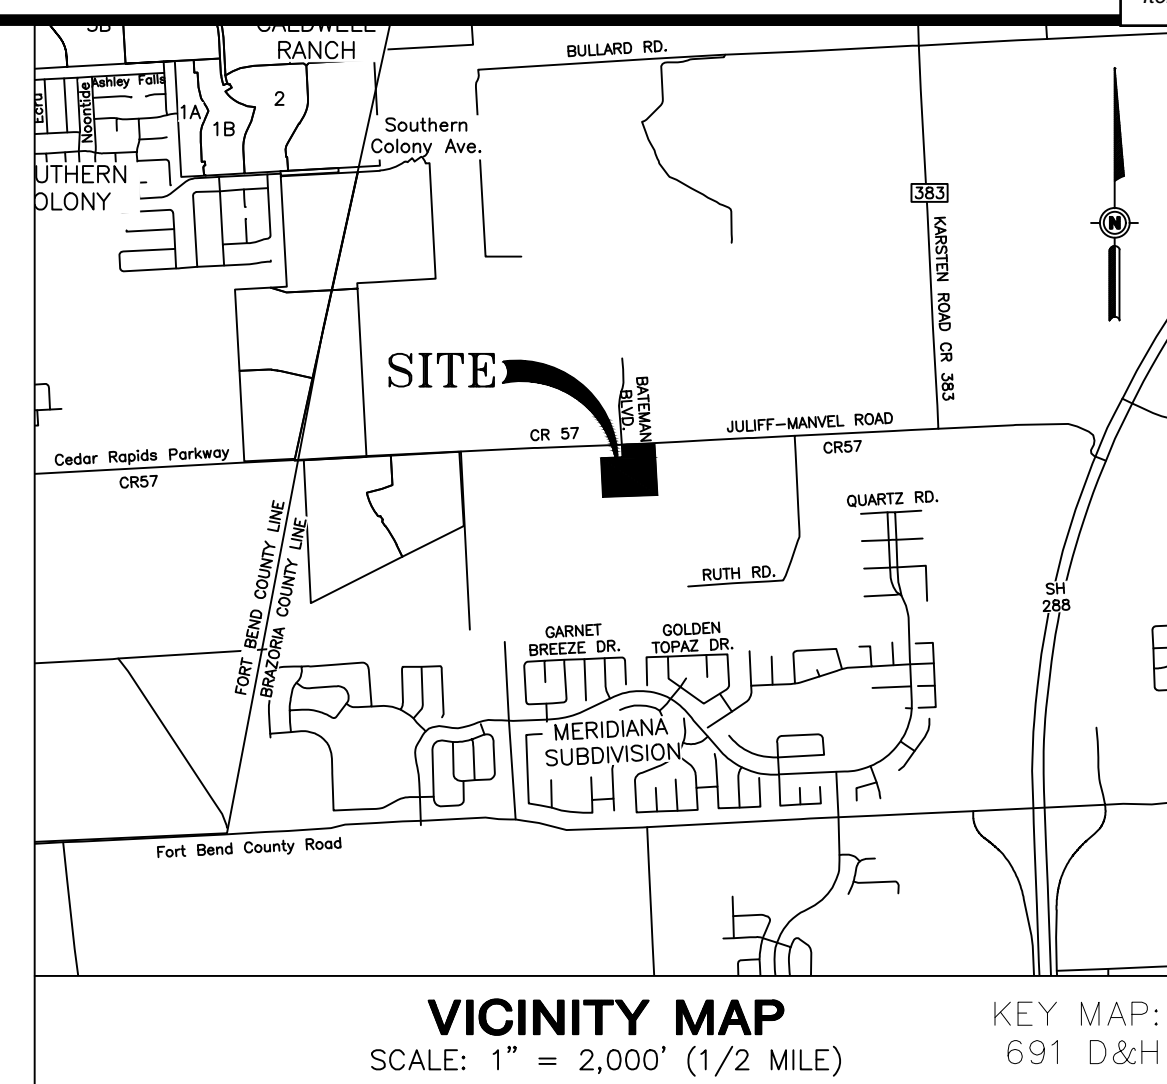 CALDWELL
RANCH
BULLARD RD.
Ashley Falls
Ecru
Noontide
1A
1B
2
Southern
Colony Ave.
UTHERN
OLONY
383
KARSTEN ROAD CR 383
N
SITE
BATEMAN
BLVD.
CR 57
JULIFF-MANVEL ROAD
CR57
Cedar Rapids Parkway
CR57
QUARTZ RD.
FORT BEND COUNTY LINE
BRAZORIA COUNTY LINE
RUTH RD.
SH
288
GARNET
BREEZE DR.
GOLDEN
TOPAZ DR.
MERIDIANA
SUBDIVISION
Fort Bend County Road
VICINITY MAP
SCALE: 1" = 2,000' (1/2 MILE)
KEY MAP:
691 D&H